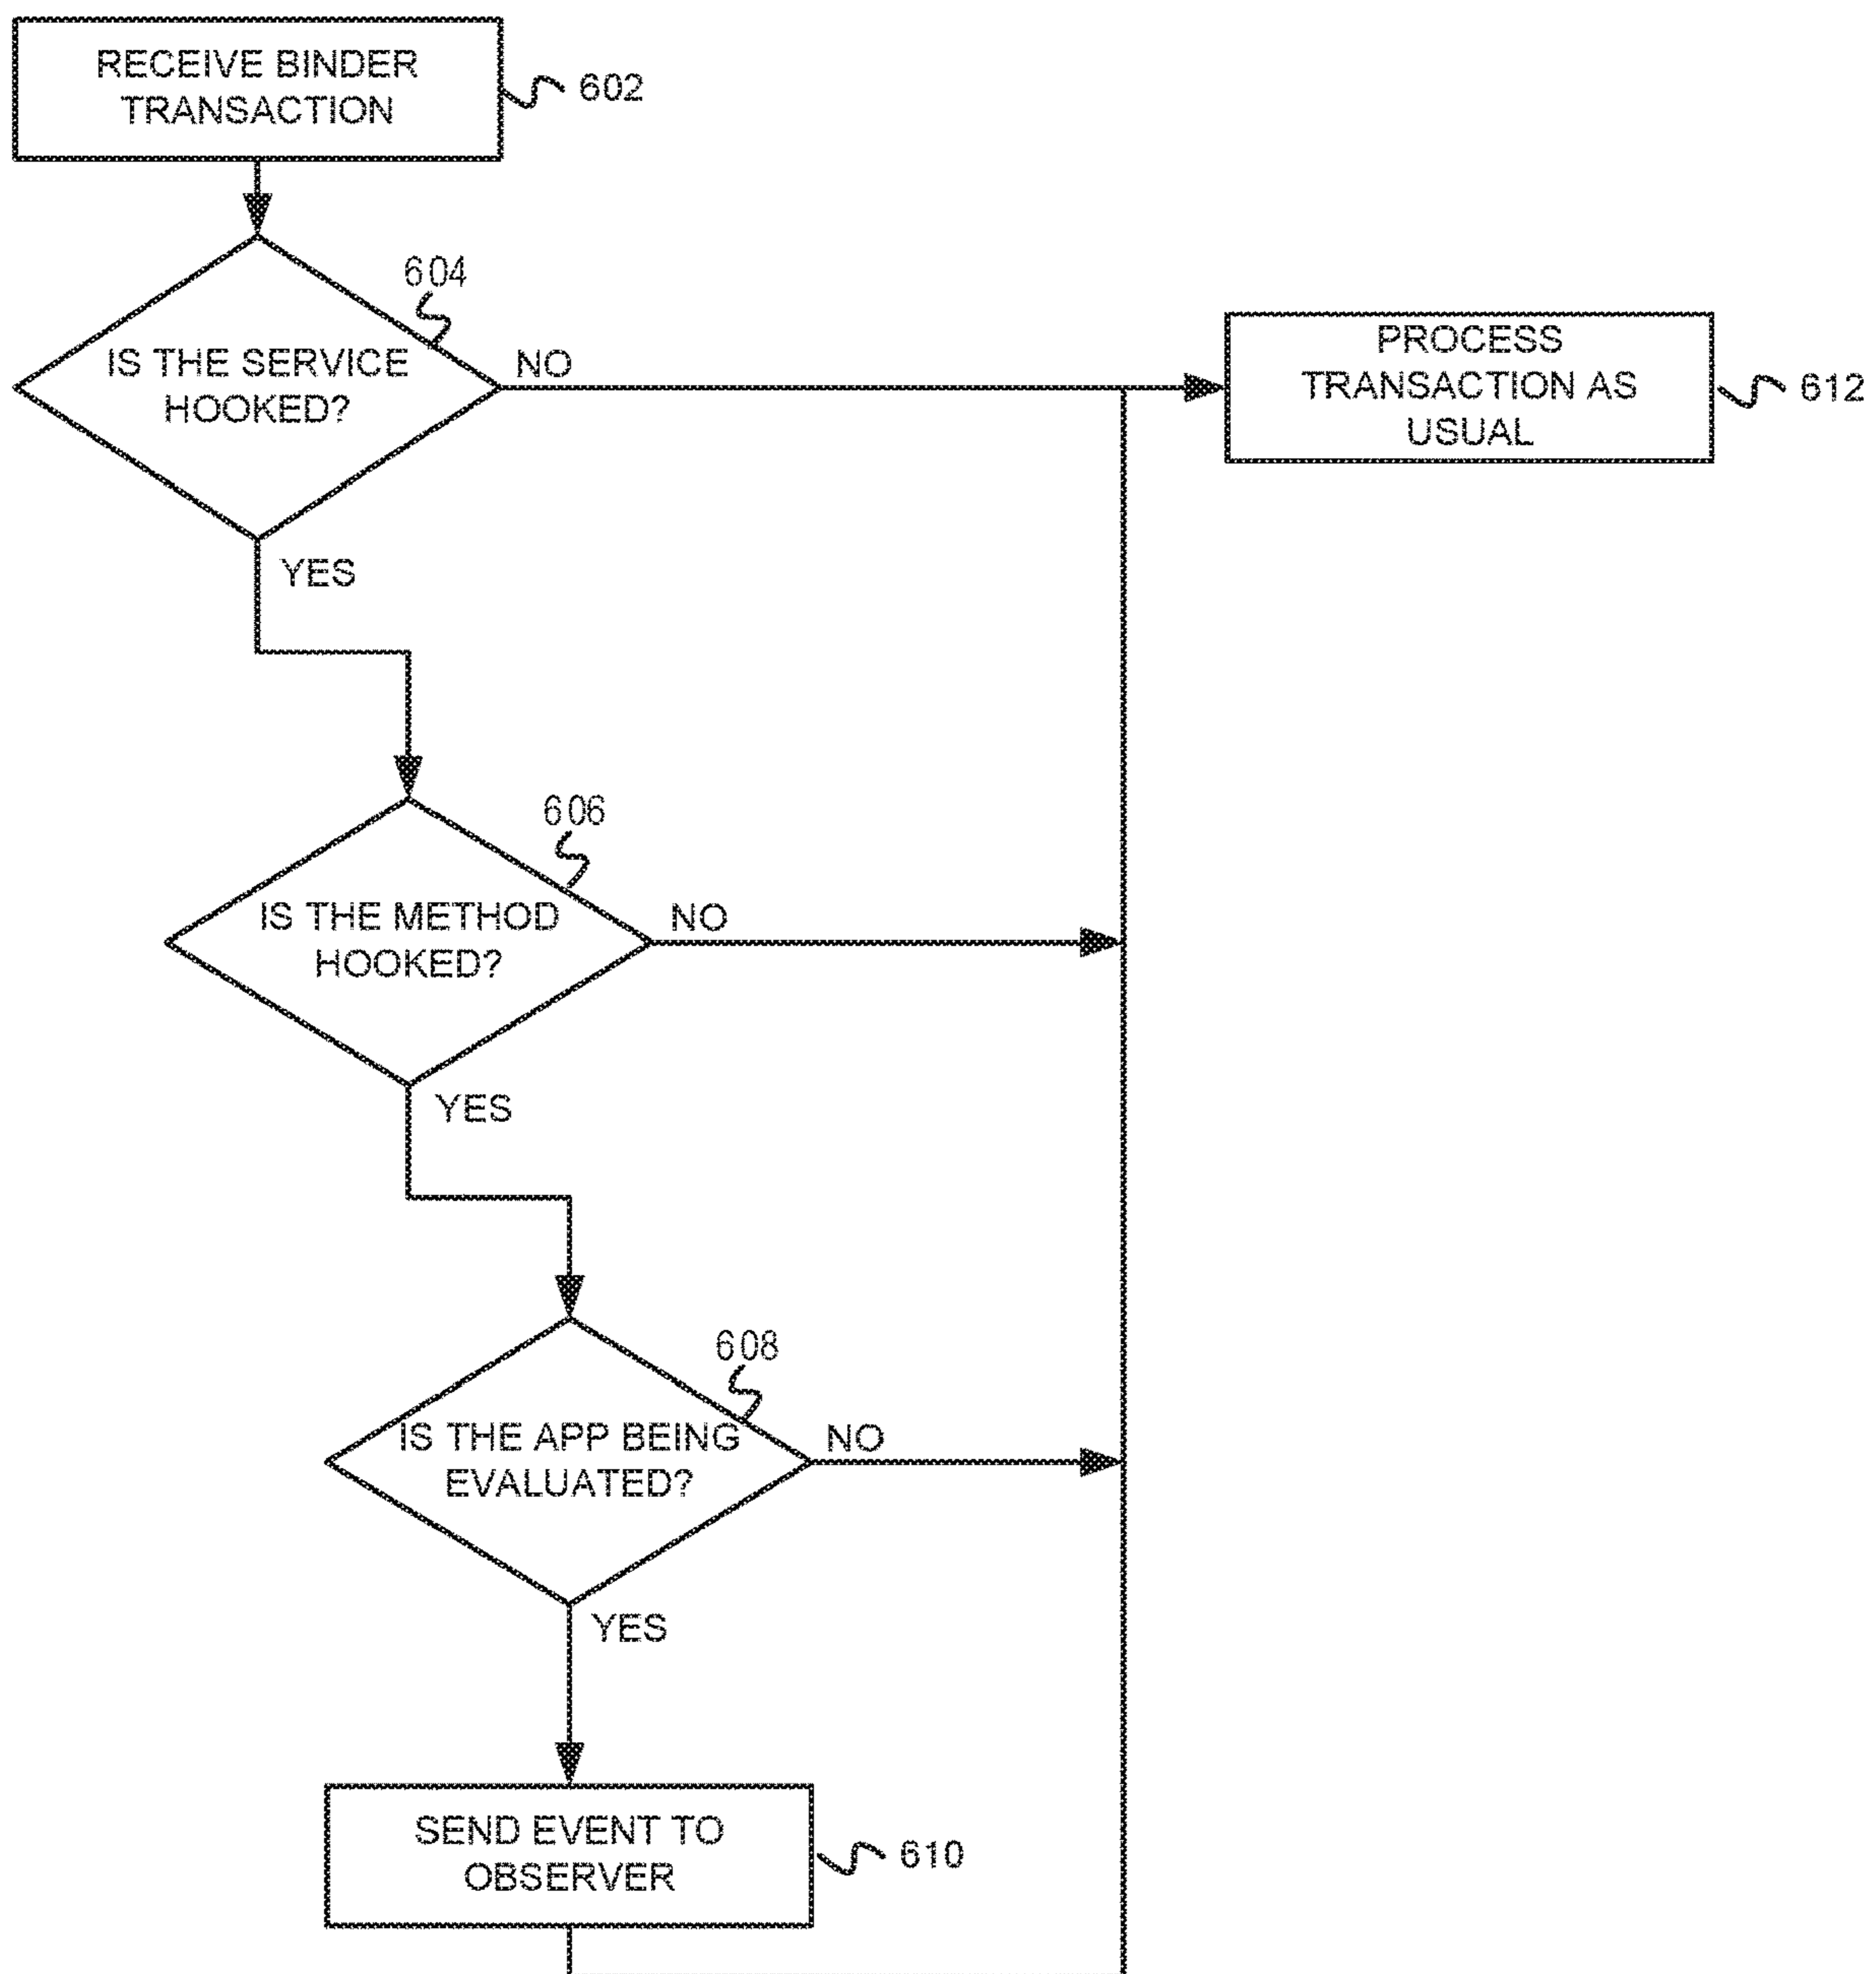 RECEIVE BINDER
TRANSACTION
602
604
IS THE SERVICE
HOOKED?
NO
YES
PROCESS
TRANSACTION AS
USUAL
612
606
IS THE METHOD
HOOKED?
NO
YES
608
IS THE APP BEING
EVALUATED?
NO
YES
SEND EVENT TO
OBSERVER
610